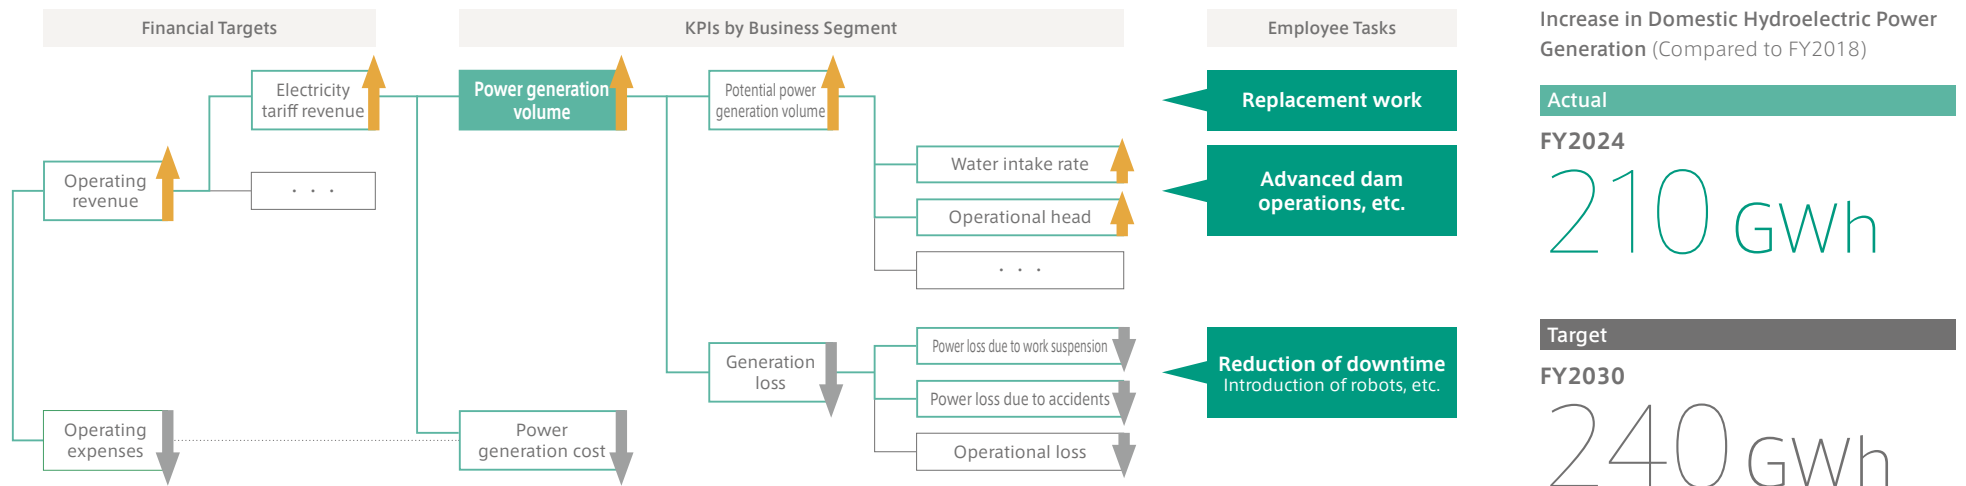 Financial Targets
KPIs by Business Segment
Employee Tasks
Electricity
tariff revenue
Operating
revenue
· · ·
Operating
expenses
Power generation
volume
Power
generation cost
Potential power
generation volume
Water intake rate
Operational head
· · ·
Generation
loss
Power loss due to work suspension
Power loss due to accidents
Operational loss
Replacement work
Advanced dam
operations, etc.
Reduction of downtime
Introduction of robots, etc.
Increase in Domestic Hydroelectric Power
Generation (Compared to FY2018)
Actual
FY2024
210 GWh
Target
FY2030
240 GWh